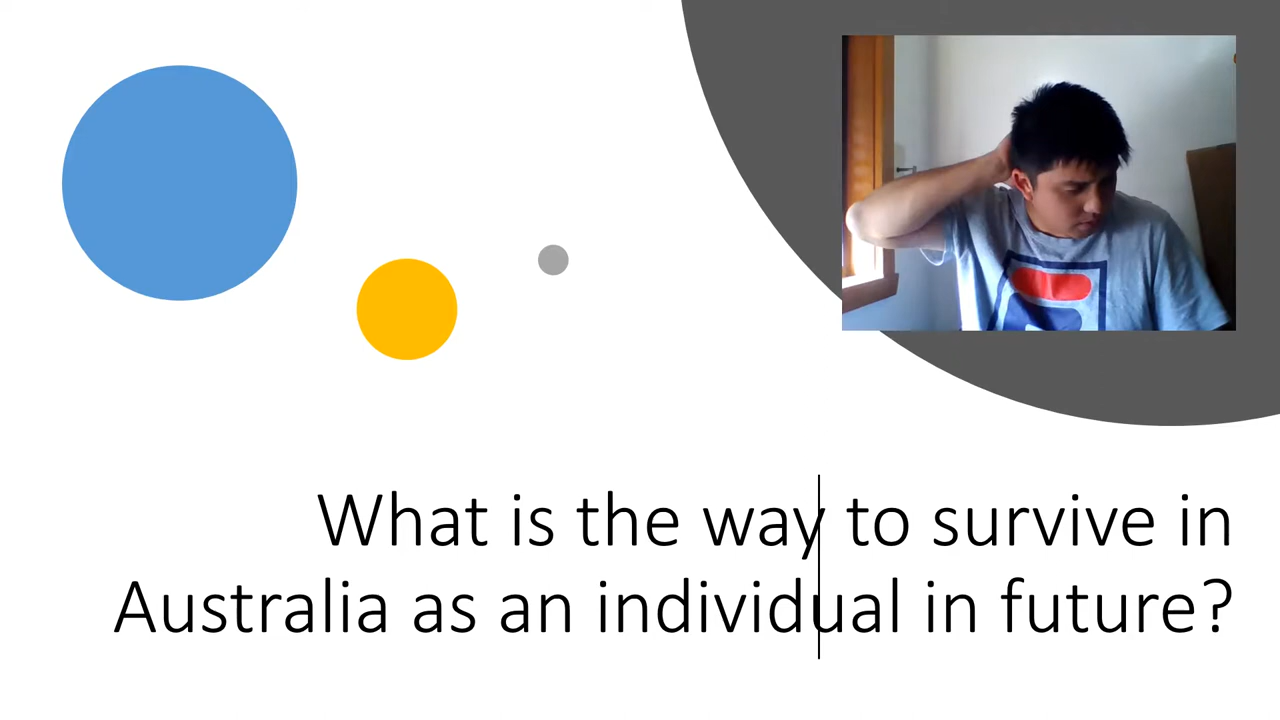 What is the way to survive in
Australia as an individual in future?